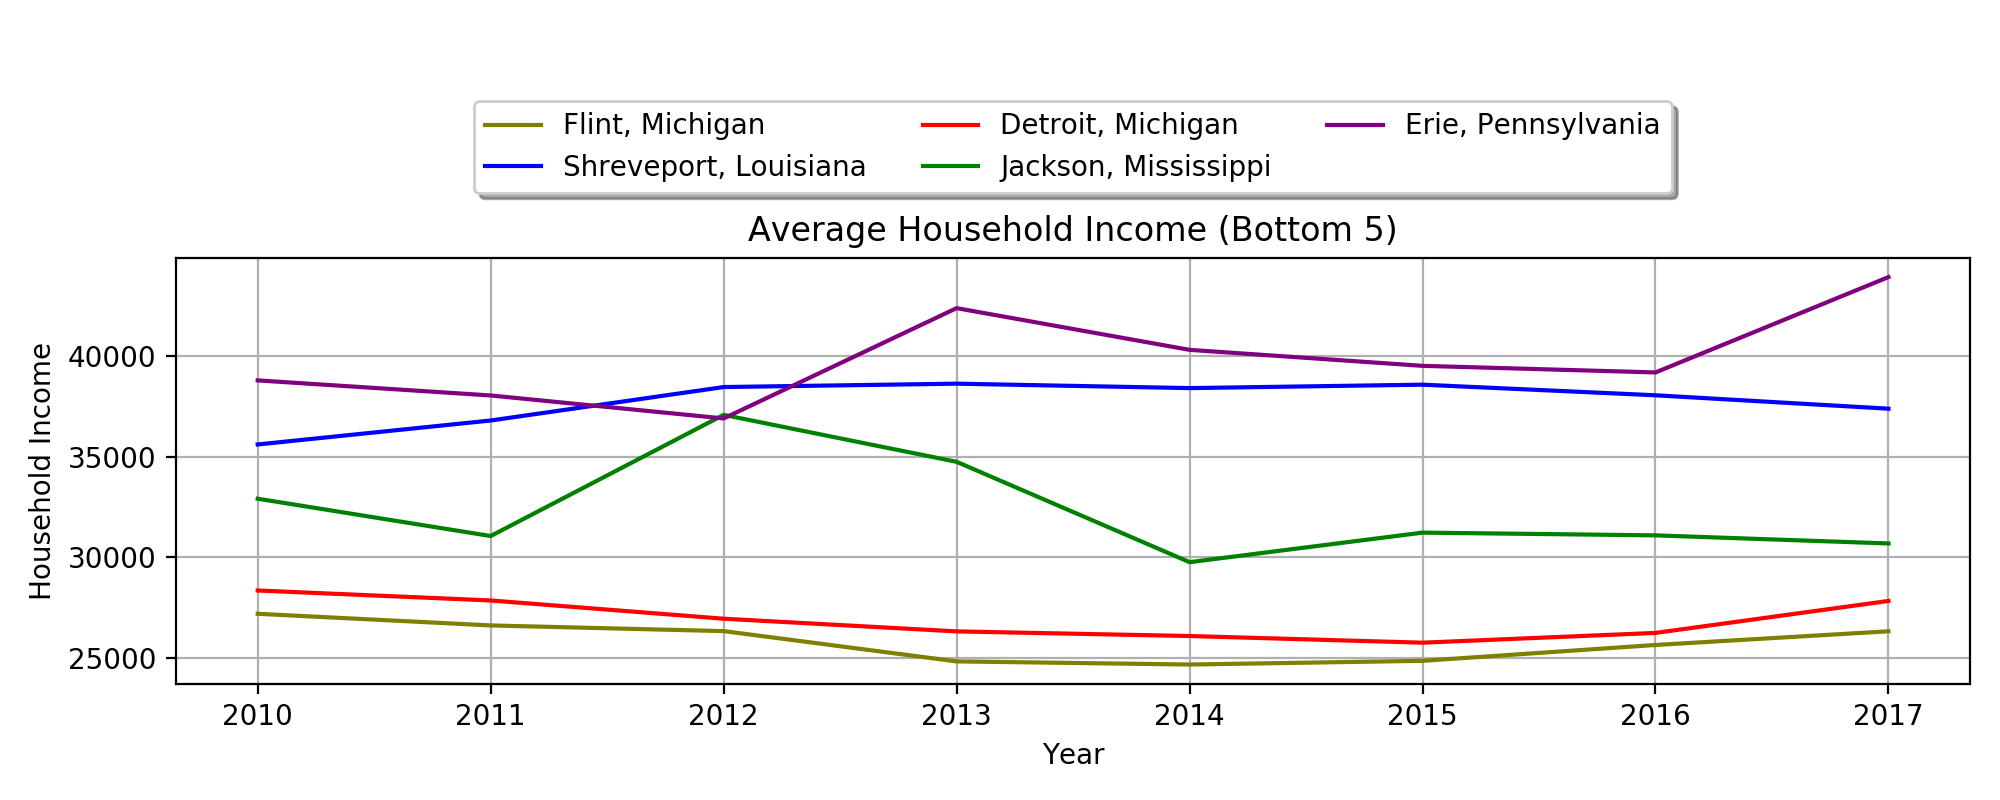 Flint, Michigan
Shreveport, Louisiana
Detroit, Michigan
Jackson, Mississippi
Erie, Pennsylvania
Average Household Income (Bottom 5)
Household Income
40000
35000
30000
25000
2010 2011 2012 2013 2014 2015 2016 2017
Year